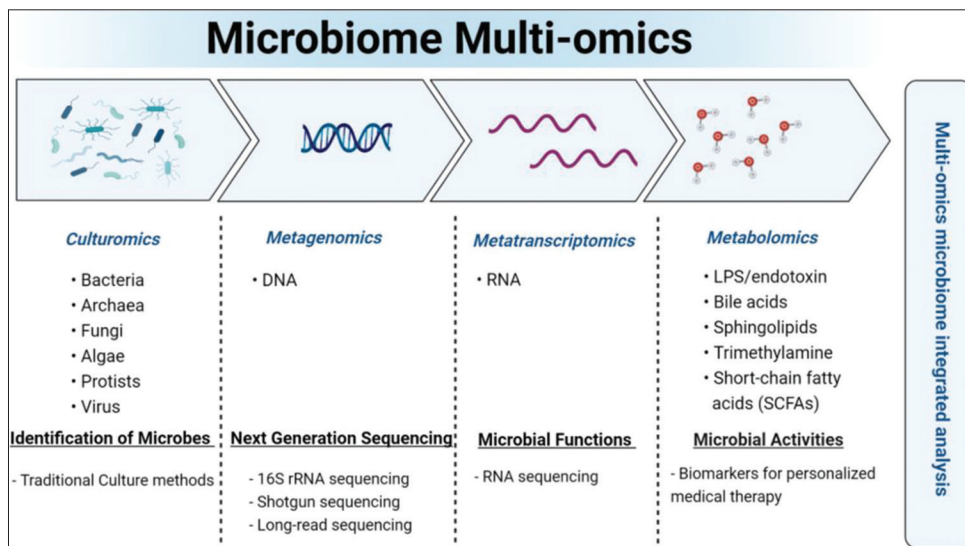 Microbiome Multi-omics
Culturomics
• Bacteria
• Archaea
• Fungi
• Algae
• Protists
• Virus
Identification of Microbes
- Traditional Culture methods
Metagenomics
• DNA
Next Generation Sequencing
- 16S rRNA sequencing
- Shotgun sequencing
- Long-read sequencing
Metatranscriptomics
• RNA
Microbial Functions
- RNA sequencing
Metabolomics
• LPS/endotoxin
• Bile acids
• Sphingolipids
• Trimethylamine
• Short-chain fatty
acids (SCFAs)
Microbial Activities
- Biomarkers for personalized
medical therapy
Multi-omics microbiome integrated analysis